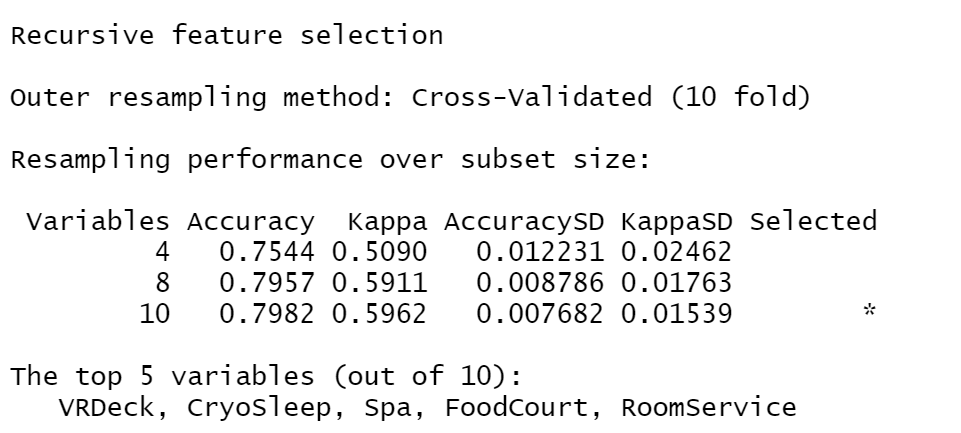 Recursive feature selection
Outer resampling method: Cross-Validated (10 fold)
Resampling performance over subset size:
Variables Accuracy Kappa AccuracySD KappaSD Selected
4 0.7544 0.5090 0.012231 0.02462
8 0.7957 0.5911 0.008786 0.01763
10 0.7982 0.5962 0.007682 0.01539 *
The top 5 variables (out of 10):
VRDeck, CryoSleep, Spa, FoodCourt, RoomService